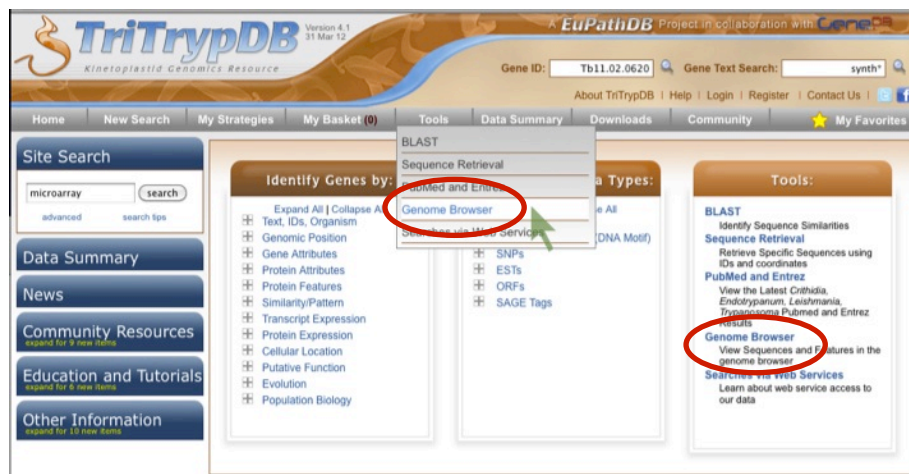 TriTrypDB
Version 4.1
31 Mar 12
Kinetoplastid Genomics Resource
A EuPathDB Project in collaboration with GeneDB
Gene ID: Tb11.02.0620 Gene Text Search: synth*
About TriTrypDB | Help | Login | Register | Contact Us |
Home New Search My Strategies My Basket (0) Tools Data Summary Downloads Community My Favorites
BLAST
Sequence Retrieval
PubMed and Entrez
Genome Browser
Searches via Web Services
Site Search
microarray search
advanced search tips
Data Summary
News
Community Resources
expand for 9 new items
Education and Tutorials
expand for 6 new items
Other Information
expand for 10 new items
Identify Genes by:
Expand All | Collapse A
Text, IDs, Organism
Genomic Position
Gene Attributes
Protein Attributes
Protein Features
Similarity/Pattern
Transcript Expression
Protein Expression
Cellular Location
Putative Function
Evolution
Population Biology
a Types:
se All
(DNA Motif)
SNPs
ESTs
ORFs
SAGE Tags
Tools:
BLAST
Identify Sequence Similarities
Sequence Retrieval
Retrieve Specific Sequences using
IDs and coordinates
PubMed and Entrez
View the Latest Crithidia,
Endotrypanum, Leishmania,
Trypanosoma Pubmed and Entrez
Results
Genome Browser
View Sequences and Features in the
genome browser
Searches Via Web Services
Learn about web service access to
our data